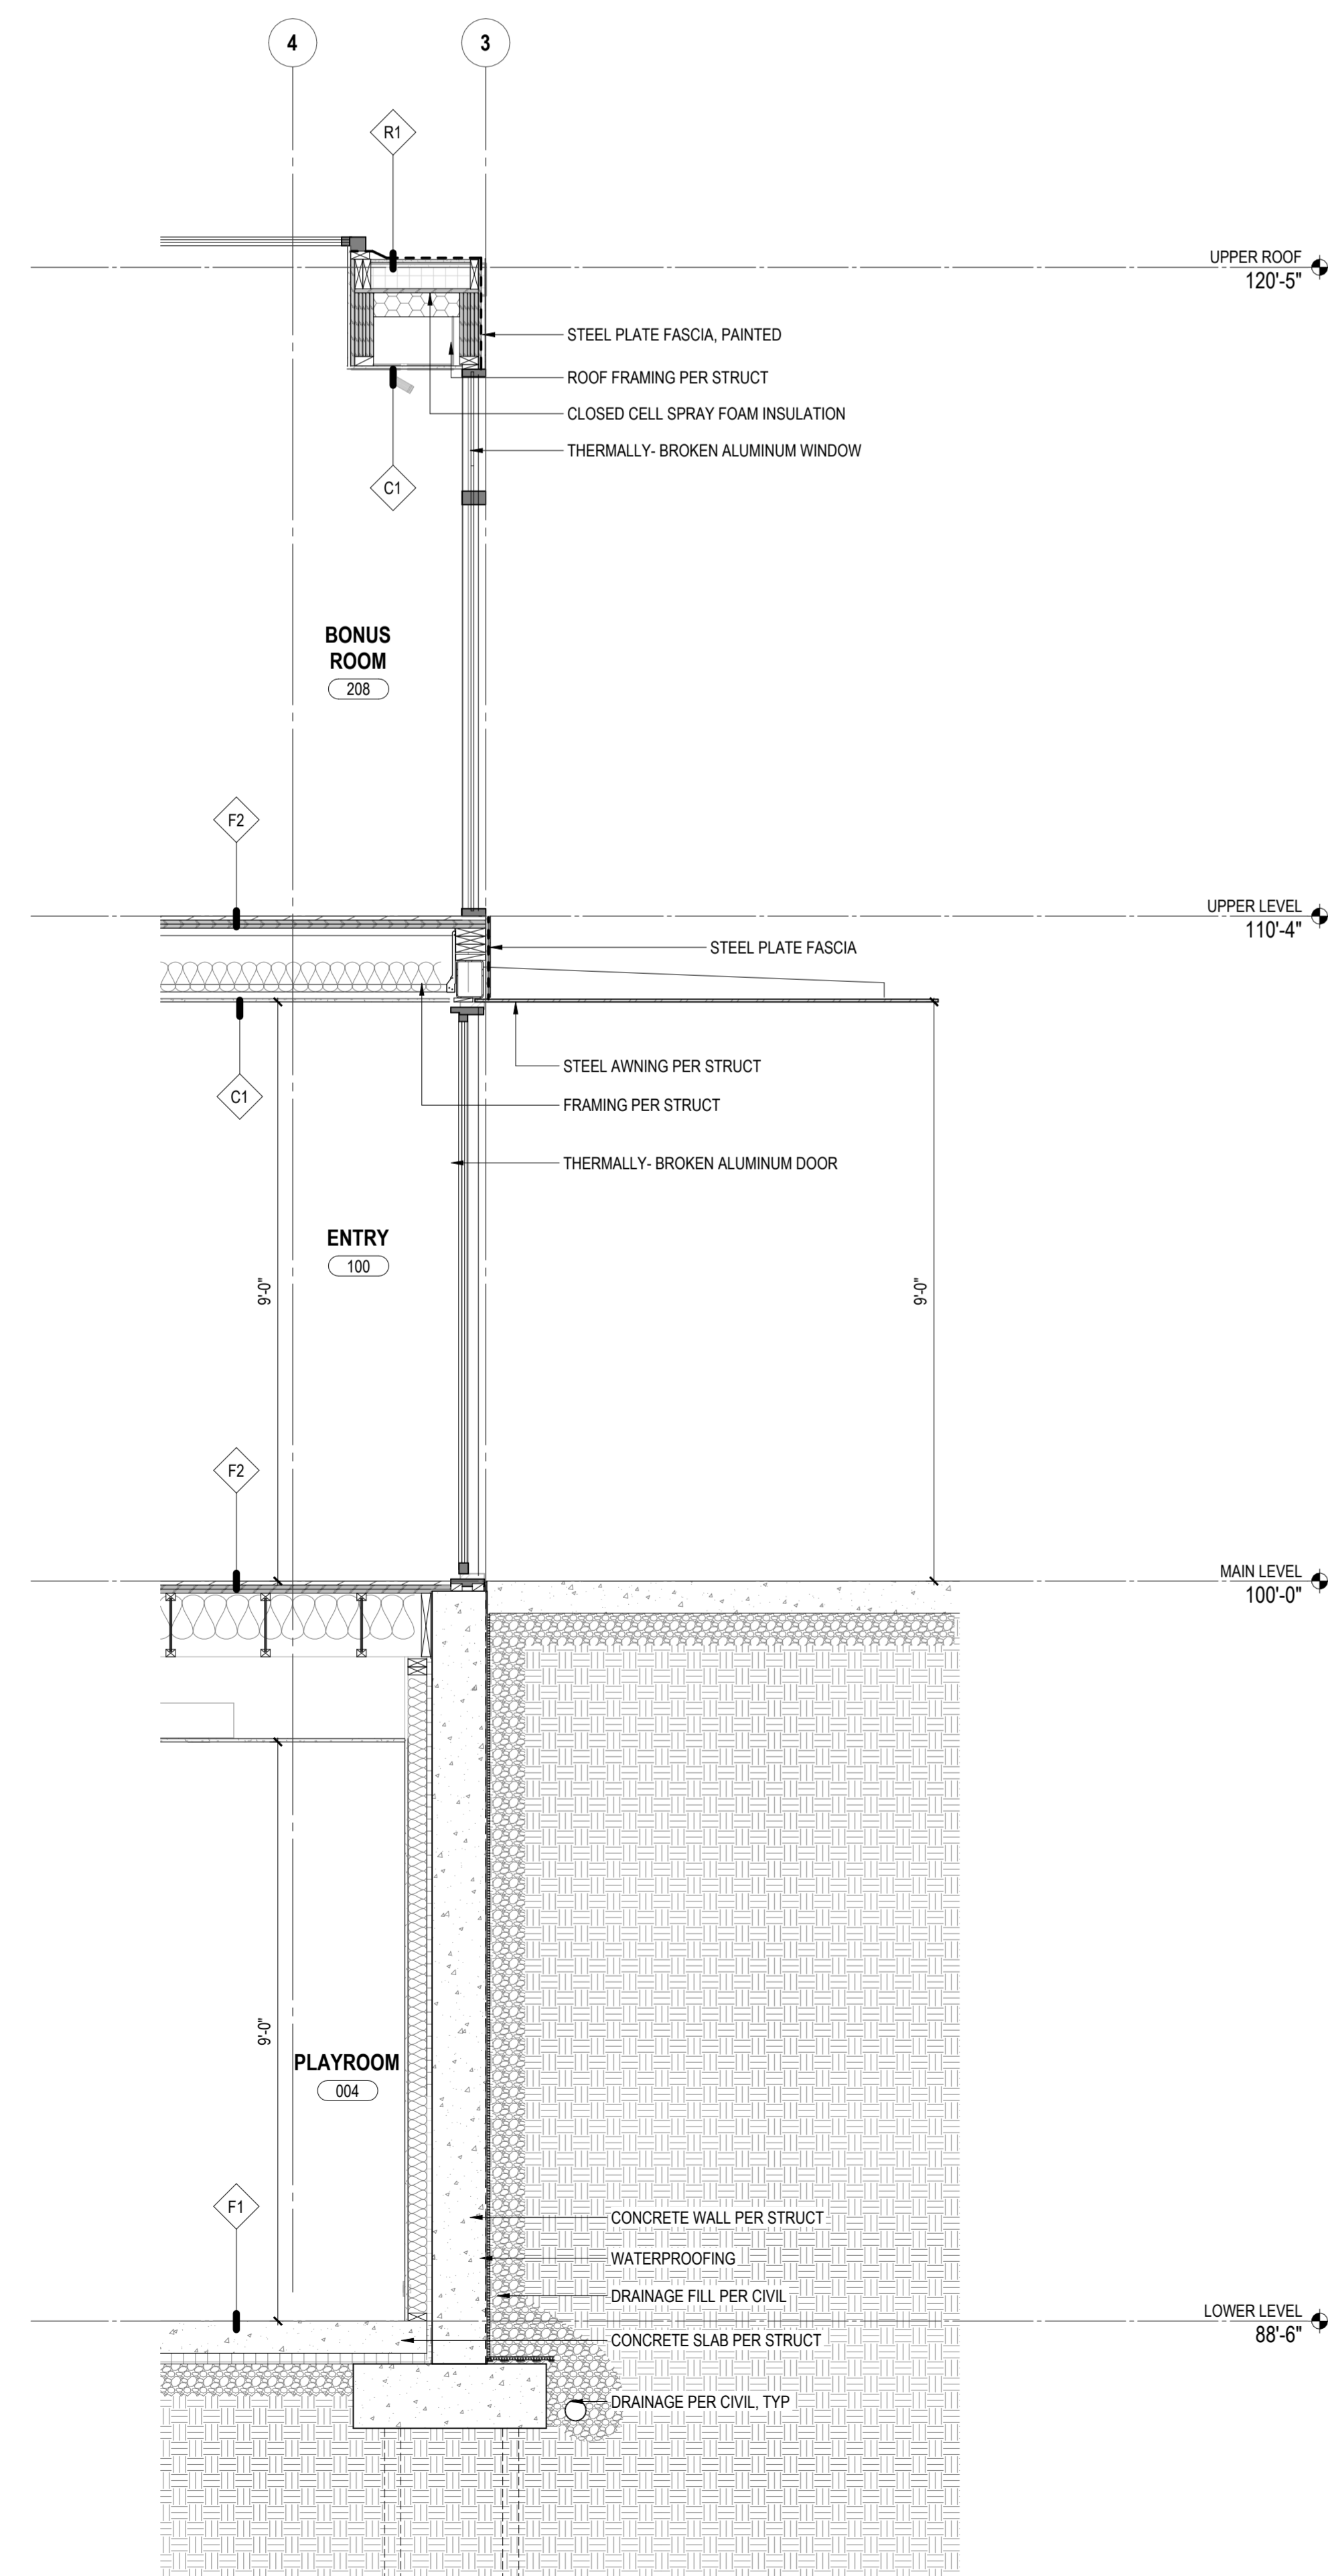 4
3
R1
UPPER ROOF
120'-5"
STEEL PLATE FASCIA, PAINTED
ROOF FRAMING PER STRUCT
CLOSED CELL SPRAY FOAM INSULATION
THERMALLY- BROKEN ALUMINUM WINDOW
C1
BONUS
ROOM
208
F2
UPPER LEVEL
110'-4"
STEEL PLATE FASCIA
STEEL AWNING PER STRUCT
C1
FRAMING PER STRUCT
THERMALLY- BROKEN ALUMINUM DOOR
ENTRY
100
9'-0"
9'-0"
F2
MAIN LEVEL
100'-0"
9'-0"
PLAYROOM
004
F1
CONCRETE WALL PER STRUCT
WATERPROOFING
DRAINAGE FILL PER CIVIL
LOWER LEVEL
88'-6"
CONCRETE SLAB PER STRUCT
DRAINAGE PER CIVIL, TYP